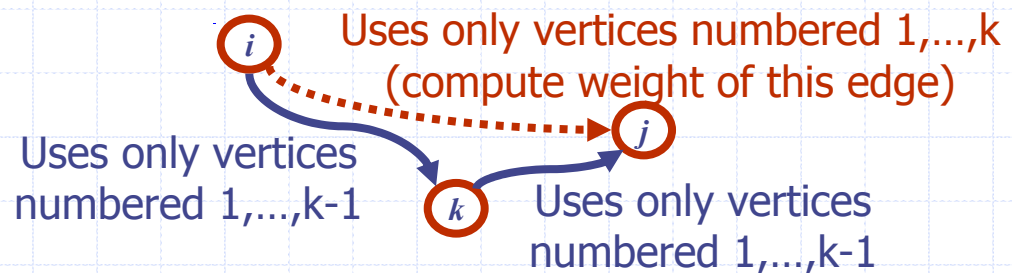 i
Uses only vertices numbered 1,...,k
(compute weight of this edge)
j
Uses only vertices
numbered 1,...,k-1
k
Uses only vertices
numbered 1,...,k-1